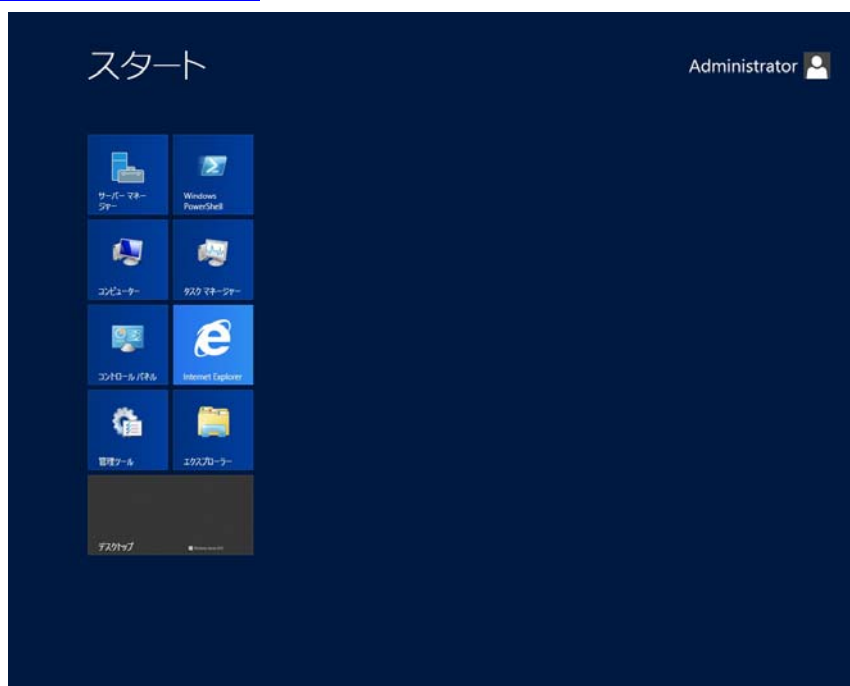 スタート
Administrator
サーバー マネー
ジャー
Windows
PowerShell
コンピューター
タスク マネージャー
コントロール パネル
Internet Explorer
管理ツール
エクスプローラー
デスクトップ